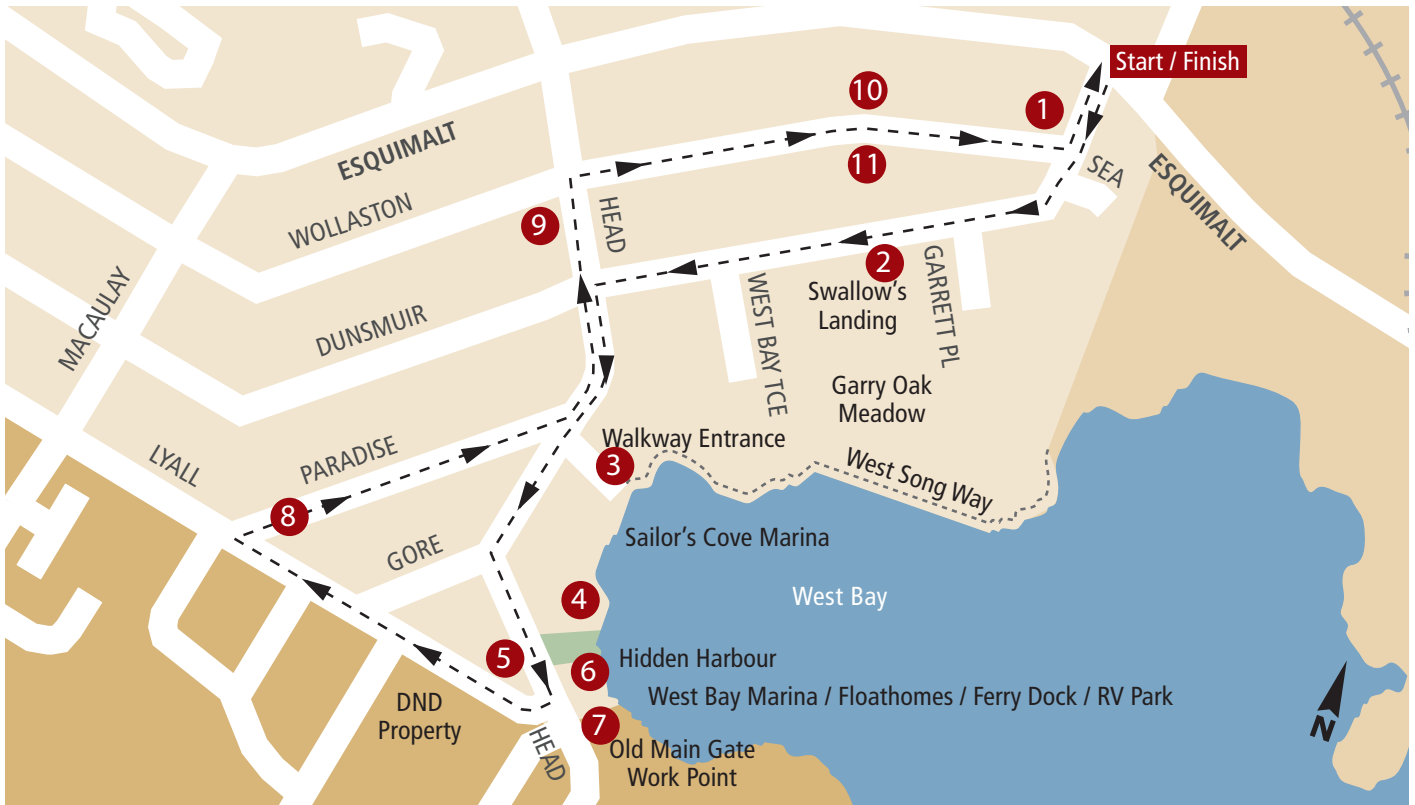 Start / Finish
10
1
ESQUIMALT
11
SEA
ESQUIMALT
WOLLASTON
HEAD
9
2
GARRETT PL
Swallow's
Landing
WEST BAY TCE
MACAULAY
DUNSMUIR
Garry Oak
Meadow
Walkway Entrance
3
LYALL
PARADISE
West Song Way
8
Sailor's Cove Marina
GORE
4
West Bay
5
6
Hidden Harbour
West Bay Marina / Floathomes / Ferry Dock / RV Park
DND
Property
7
HEAD
Old Main Gate
Work Point
N